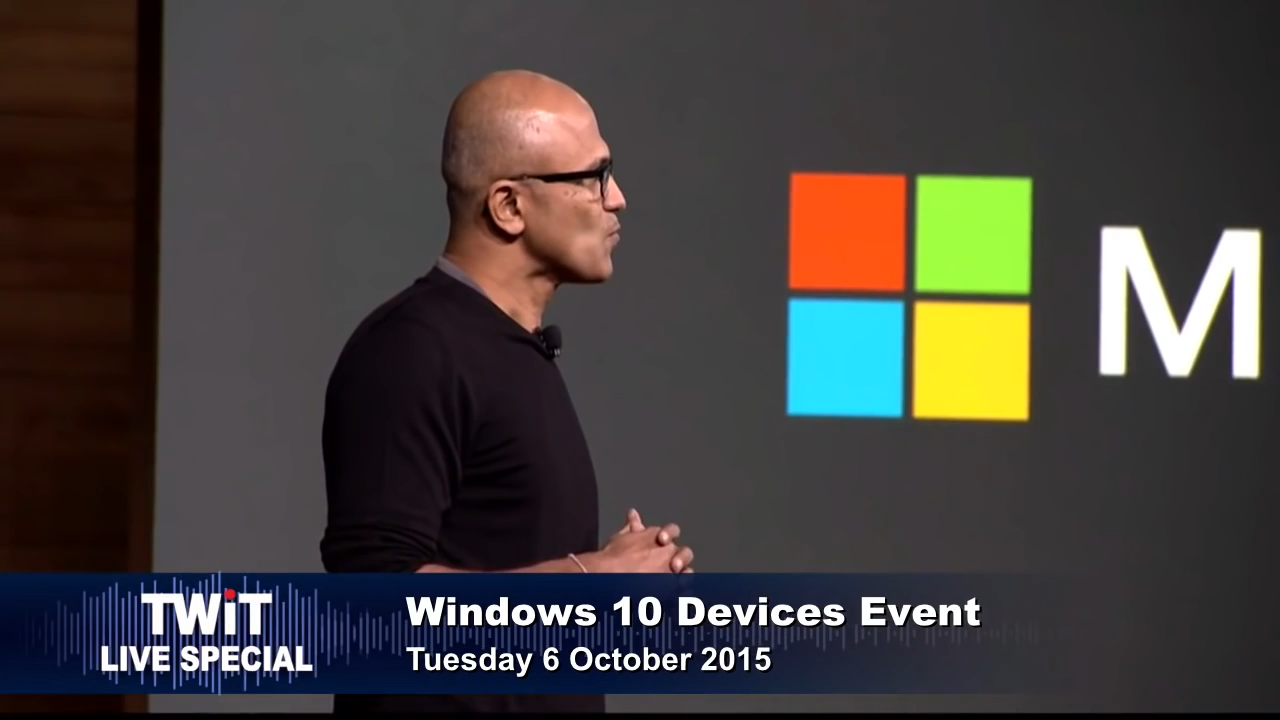 M
TWiT
LIVE SPECIAL
Windows 10 Devices Event
Tuesday 6 October 2015